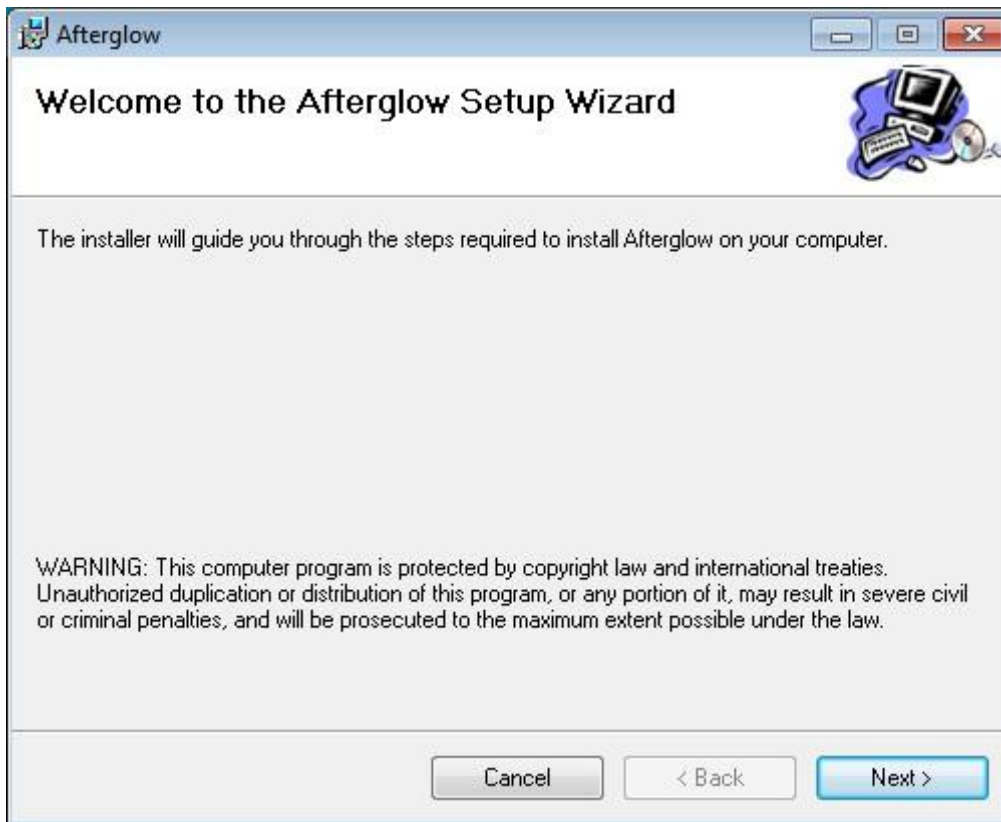 Afterglow
Welcome to the Afterglow Setup Wizard
The installer will guide you through the steps required to install Afterglow on your computer.
WARNING: This computer program is protected by copyright law and international treaties.
Unauthorized duplication or distribution of this program, or any portion of it, may result in severe civil
or criminal penalties, and will be prosecuted to the maximum extent possible under the law.
Cancel
< Back
Next >